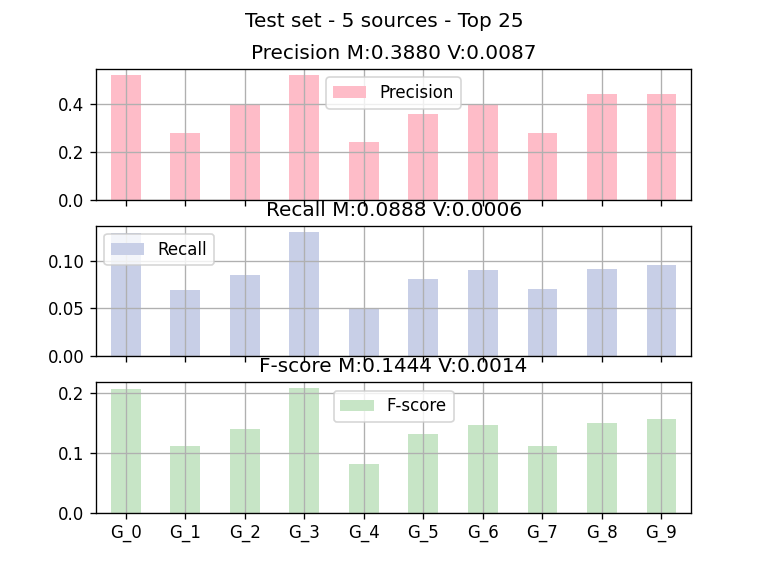 Test set - 5 sources - Top 25
Precision M:0.3880 V:0.0087
Precision
0.4
0.2
0.0
Recall M:0.0888 V:0.0006
Recall
0.10
0.05
0.00
F-score M:0.1444 V:0.0014
F-score
0.2
0.1
0.0
G_0 G_1 G_2 G_3 G_4 G_5 G_6 G_7 G_8 G_9